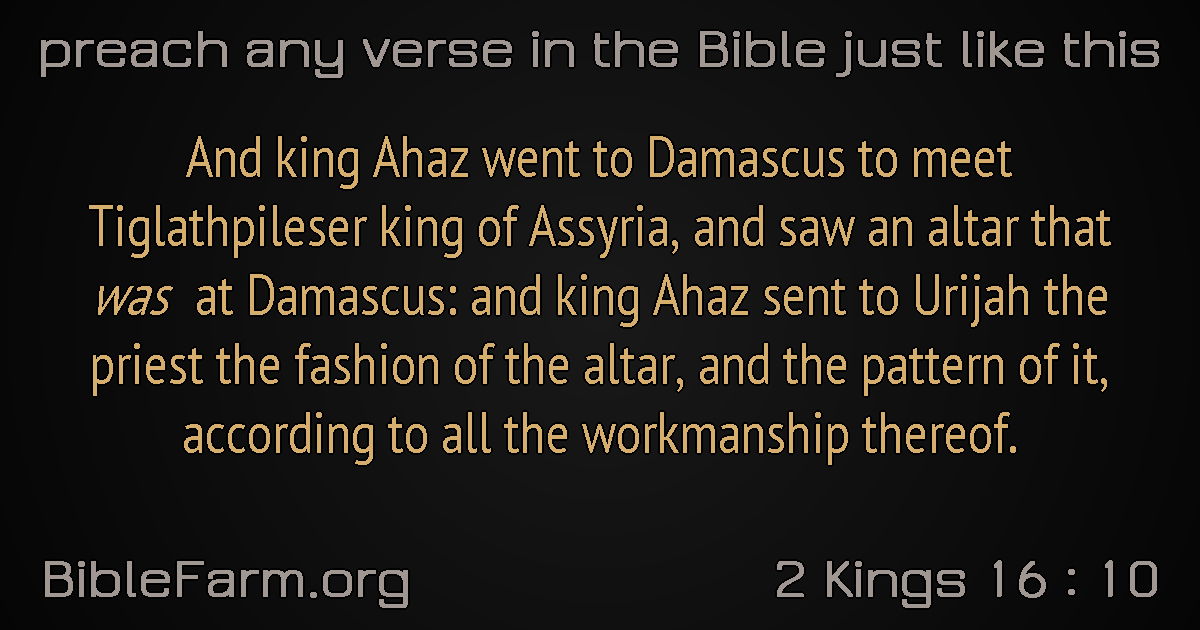 preach any verse in the Bible just like this
And king Ahaz went to Damascus to meet
Tiglathpileser king of Assyria, and saw an altar that
was at Damascus: and king Ahaz sent to Urijah the
priest the fashion of the altar, and the pattern of it,
according to all the workmanship thereof.
BibleFarm.org
2 Kings 16 : 10